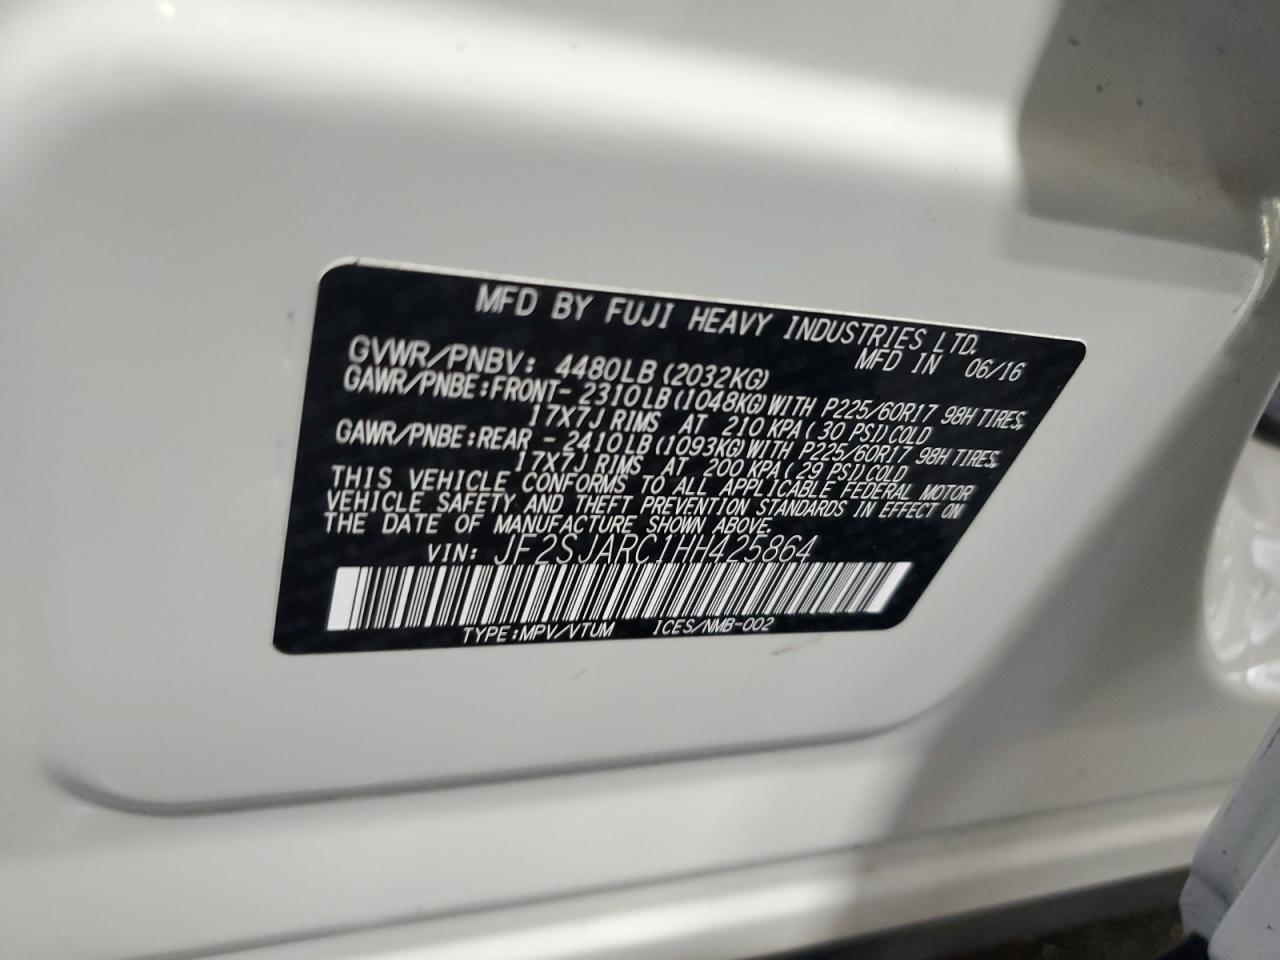 MFD BY FUJI HEAVY INDUSTRIES LTD.
MFD IN 06/16
GVWR/PNBV: 4480LB (2032KG)
GAWR/PNBE:FRONT- 2310LB(1048KG)WITH P225/60R17 98H TIRES,
17X7J RIMS AT 210 KPA( 30 PSI)COLD
GAWR/PNBE:REAR - 2410LB(1093KG)WITH P225/60R17 98H TIRES,
17X7J RIMS AT 200 KPA( 29 PSI)COLD
THIS VEHICLE CONFORMS TO ALL APPLICABLE FEDERAL MOTOR
VEHICLE SAFETY AND THEFT PREVENTION STANDARDS IN EFFECT ON
THE DATE OF MANUFACTURE SHOWN ABOVE.
VIN: JF2SJARC1HH425864
TYPE:MPV/VTUM ICES/NMB-002